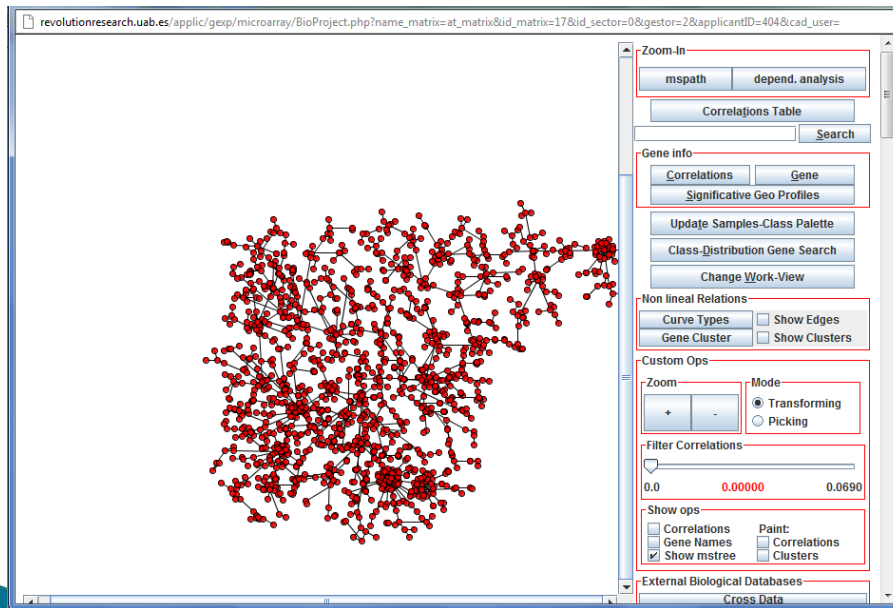 revolutionresearch.uab.es/applic/gexp/microarray/BioProject.php?name_matrix=at_matrix&id_matrix=17&id_sector=0&gestor=2&applicantID=404&cad_user=
Zoom-In
mspath depend. analysis
Correlations Table
Search
Gene info
Correlations Gene
Significative Geo Profiles
Update Samples-Class Palette
Class-Distribution Gene Search
Change Work-View
Non lineal Relations
Curve Types Show Edges
Gene Cluster Show Clusters
Custom Ops
Zoom Mode
+ - Transforming
Picking
Filter Correlations
0.0 0.00000 0.0690
Show ops
Correlations Paint:
Gene Names Correlations
Show mstree Clusters
External Biological Databases
Cross Data